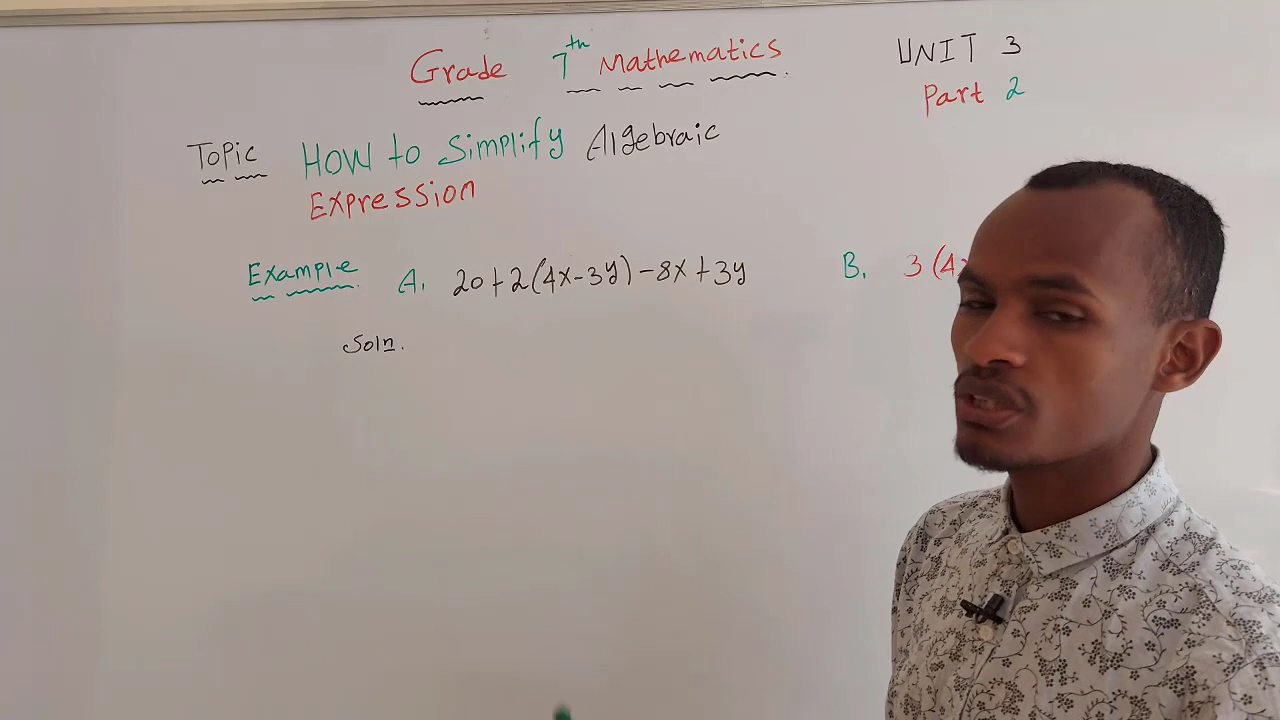 Grade 7th Mathematics
UNIT 3
Part 2
Topic How to Simplify Algebraic
Expression
Example A. 20+2(4x-3y)-8x+3y
B. 3(4x
Soln.